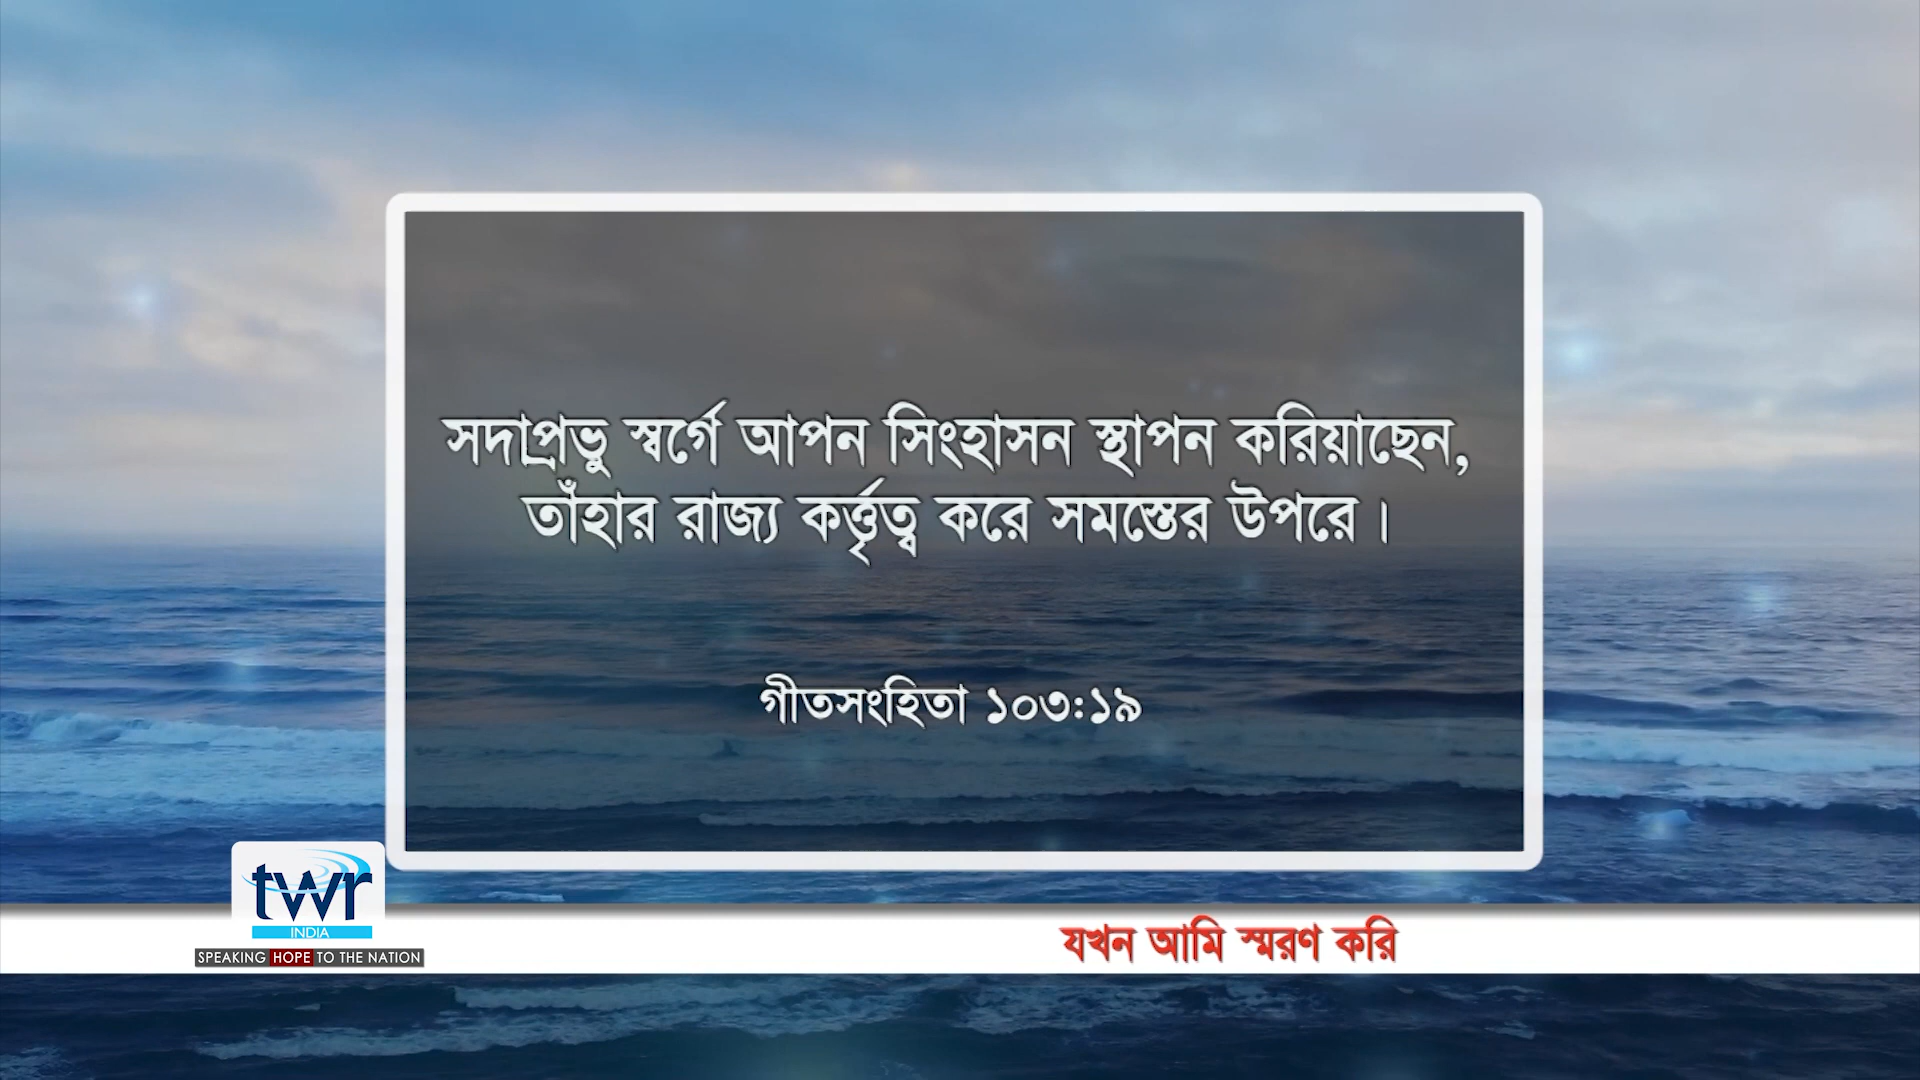 সদাপ্রভু স্বর্গে আপন সিংহাসন স্থাপন করিয়াছেন,
তাঁহার রাজ্য কর্ত্তৃত্ব করে সমস্তের উপরে।
গীতসংহিতা ১০৩:১৯
twr
INDIA
SPEAKING HOPE TO THE NATION
যখন আমি স্মরণ করি